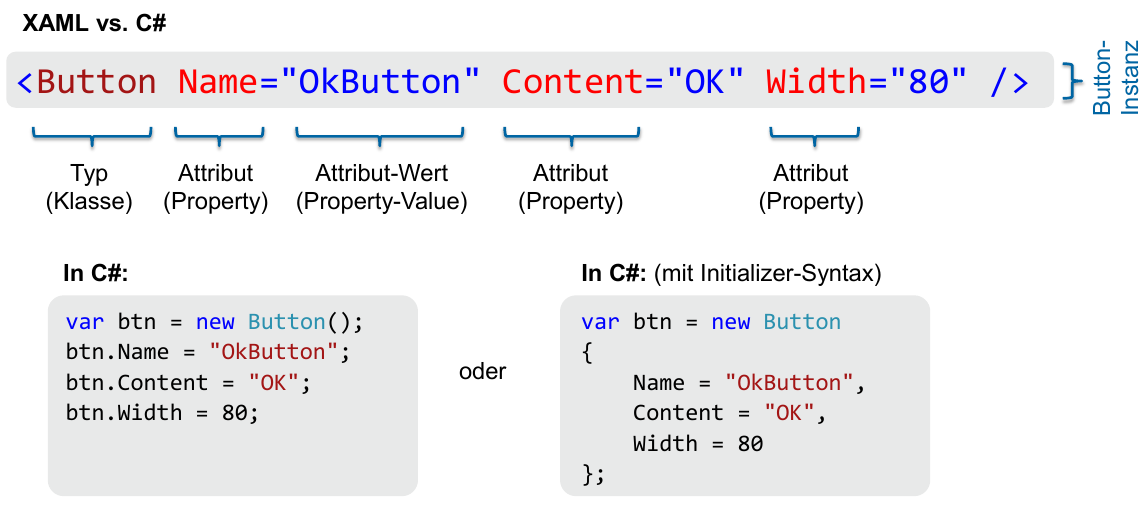 XAML vs. C#
<Button Name="OkButton" Content="OK" Width="80" />
Button-
Instanz
Typ
(Klasse)
Attribut
(Property)
Attribut-Wert
(Property-Value)
Attribut
(Property)
Attribut
(Property)
In C#:
var btn = new Button();
btn.Name = "OkButton";
btn.Content = "OK";
btn.Width = 80;
oder
In C#: (mit Initializer-Syntax)
var btn = new Button
{
    Name = "OkButton",
    Content = "OK",
    Width = 80
};